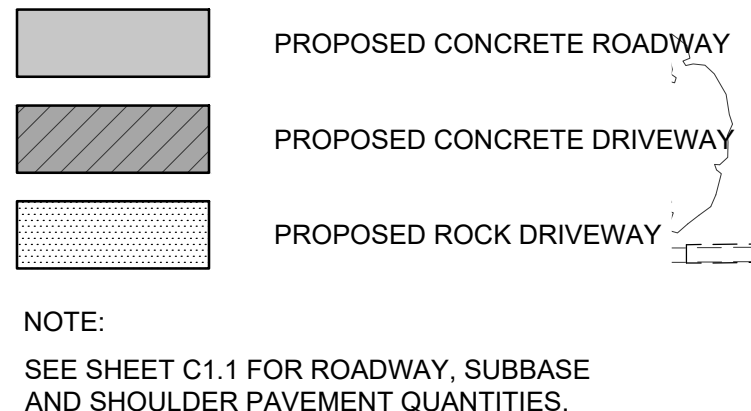 PROPOSED CONCRETE ROADWAY
PROPOSED CONCRETE DRIVEWAY
PROPOSED ROCK DRIVEWAY
NOTE:
SEE SHEET C1.1 FOR ROADWAY, SUBBASE
AND SHOULDER PAVEMENT QUANTITIES.